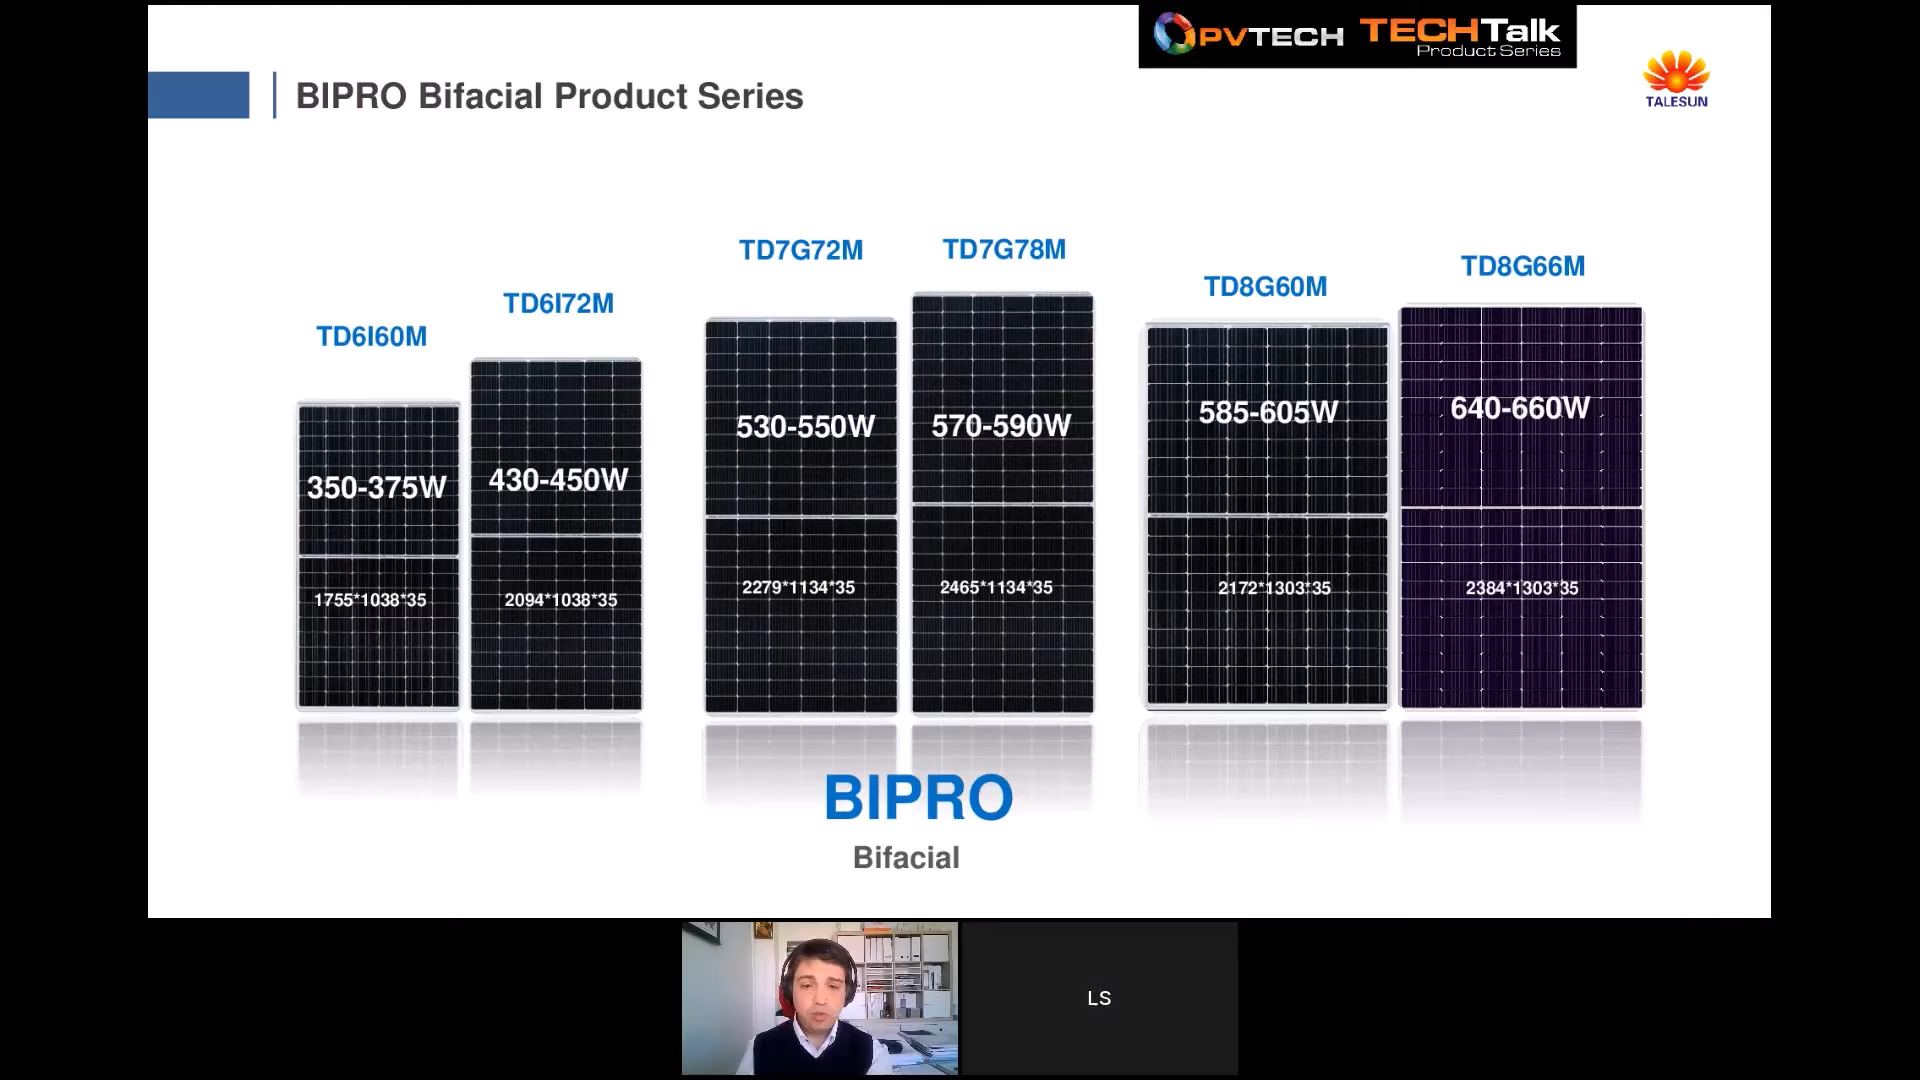 PVTECH TECHTalk
Product Series
BIPRO Bifacial Product Series
TALESUN
TD6I60M
TD6I72M
TD7G72M
TD7G78M
TD8G60M
TD8G66M
350-375W
430-450W
530-550W
570-590W
585-605W
640-660W
1755*1038*35
2094*1038*35
2279*1134*35
2465*1134*35
2172*1303*35
2384*1303*35
BIPRO
Bifacial
LS